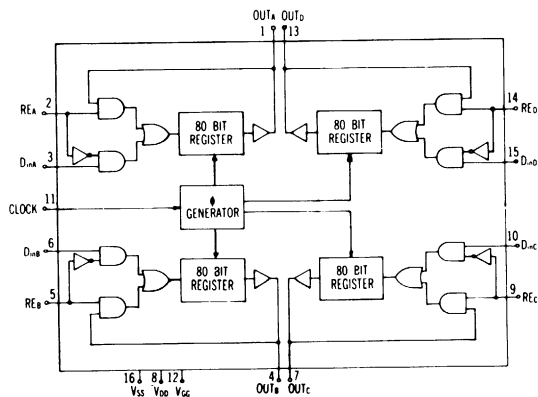 OUTA OUTD
1 13
REA 2
14 RED
80 BIT REGISTER
80 BIT REGISTER
DinA 3
15 DinD
CLOCK 11
ϕ GENERATOR
DinB 6
10 DinC
80 BIT REGISTER
80 BIT REGISTER
REB 5
9 REC
16 8 12
VSS VDD VGG
4 7
OUTB OUTC